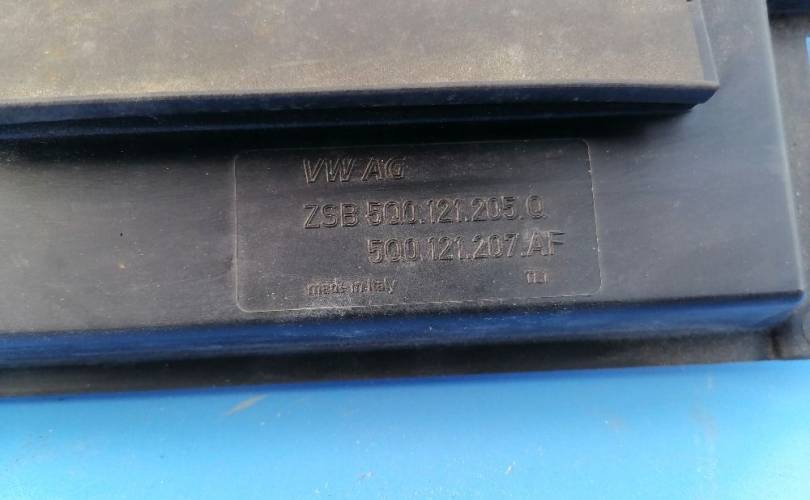 VW AG
ZSB 5Q0.121.205.Q
5Q0.121.207.AF
made in Italy